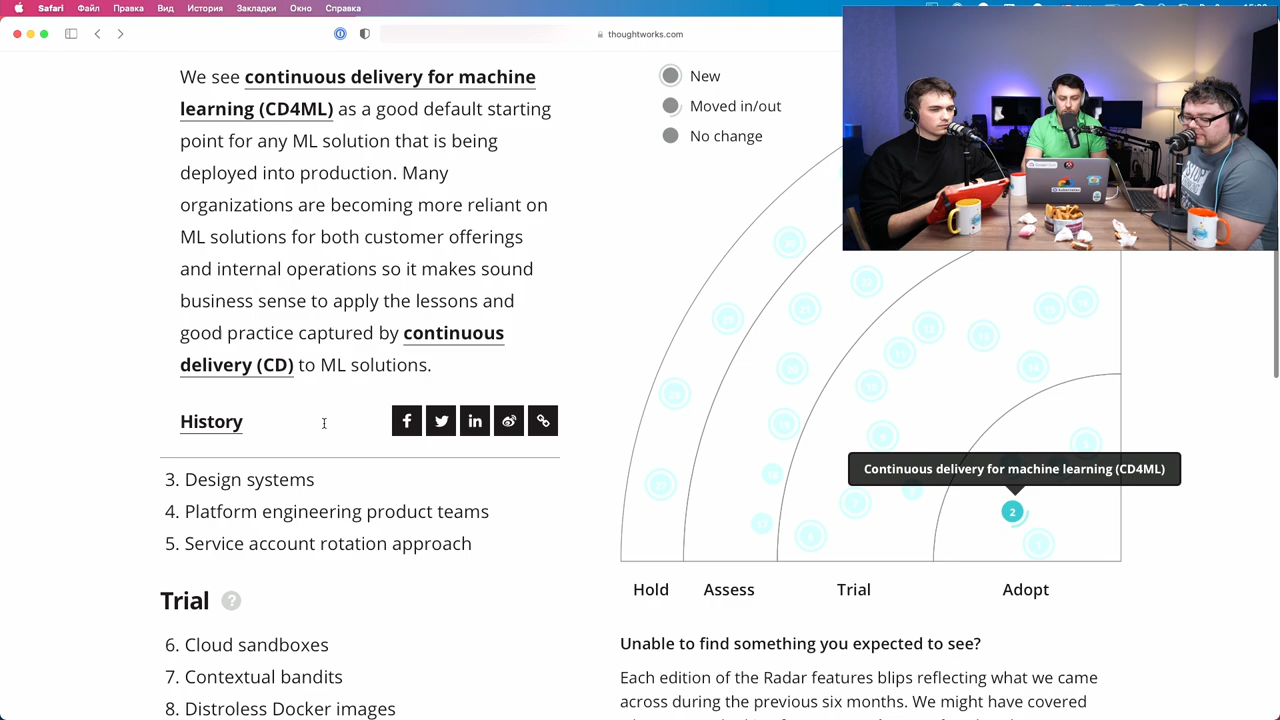 Safari Файл Правка Вид История Закладки Окно Справка
thoughtworks.com
We see continuous delivery for machine
learning (CD4ML) as a good default starting
point for any ML solution that is being
deployed into production. Many
organizations are becoming more reliant on
ML solutions for both customer offerings
and internal operations so it makes sound
business sense to apply the lessons and
good practice captured by continuous
delivery (CD) to ML solutions.
History
3. Design systems
4. Platform engineering product teams
5. Service account rotation approach
Trial ?
6. Cloud sandboxes
7. Contextual bandits
8. Distroless Docker images
New
Moved in/out
No change
Continuous delivery for machine learning (CD4ML)
2
Hold Assess Trial Adopt
Unable to find something you expected to see?
Each edition of the Radar features blips reflecting what we came
across during the previous six months. We might have covered